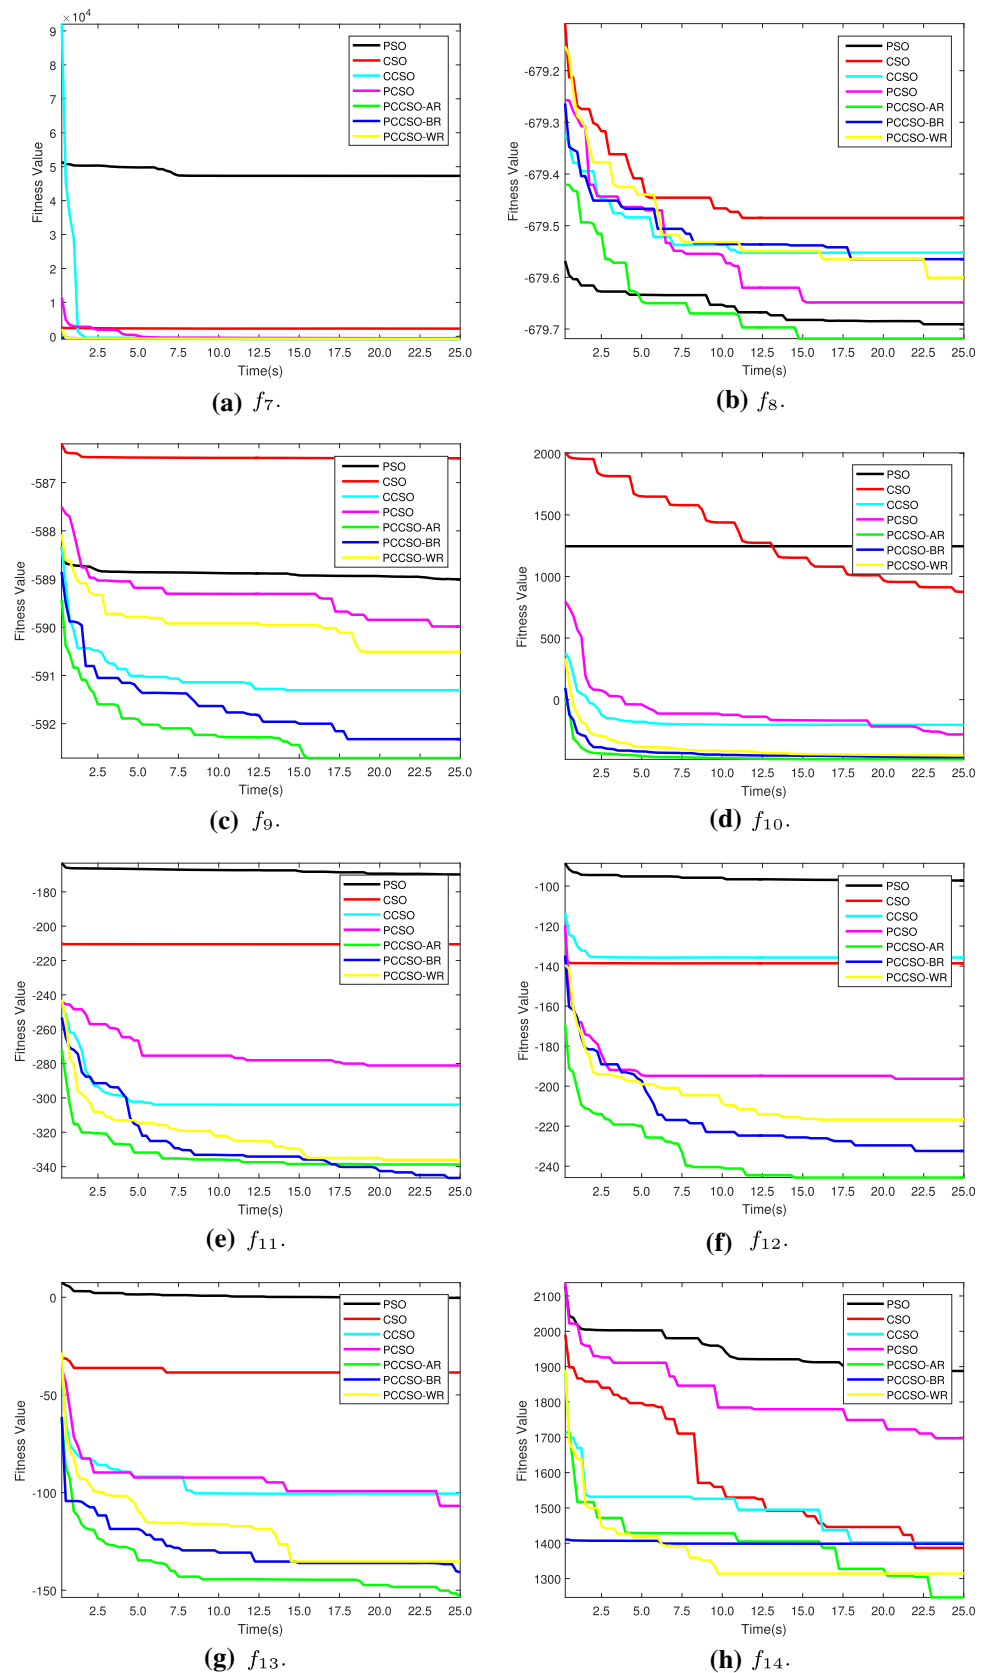 ×10⁴
9
8
7
6
5
4
3
2
1
0
Fitness Value
2.5 5.0 7.5 10.0 12.5 15.0 17.5 20.0 22.5 25.0
Time(s)
PSO
CSO
CCSO
PCSO
PCCSO-AR
PCCSO-BR
PCCSO-WR
(a) f7.
-679.2
-679.3
-679.4
-679.5
-679.6
-679.7
Fitness Value
2.5 5.0 7.5 10.0 12.5 15.0 17.5 20.0 22.5 25.0
Time(s)
PSO
CSO
CCSO
PCSO
PCCSO-AR
PCCSO-BR
PCCSO-WR
(b) f8.
-587
-588
-589
-590
-591
-592
Fitness Value
2.5 5.0 7.5 10.0 12.5 15.0 17.5 20.0 22.5 25.0
Time(s)
PSO
CSO
CCSO
PCSO
PCCSO-AR
PCCSO-BR
PCCSO-WR
(c) f9.
2000
1500
1000
500
0
Fitness Value
2.5 5.0 7.5 10.0 12.5 15.0 17.5 20.0 22.5 25.0
Time(s)
PSO
CSO
CCSO
PCSO
PCCSO-AR
PCCSO-BR
PCCSO-WR
(d) f10.
-180
-200
-220
-240
-260
-280
-300
-320
-340
Fitness Value
2.5 5.0 7.5 10.0 12.5 15.0 17.5 20.0 22.5 25.0
Time(s)
PSO
CSO
CCSO
PCSO
PCCSO-AR
PCCSO-BR
PCCSO-WR
(e) f11.
-100
-120
-140
-160
-180
-200
-220
-240
Fitness Value
2.5 5.0 7.5 10.0 12.5 15.0 17.5 20.0 22.5 25.0
Time(s)
PSO
CSO
CCSO
PCSO
PCCSO-AR
PCCSO-BR
PCCSO-WR
(f) f12.
0
-50
-100
-150
Fitness Value
2.5 5.0 7.5 10.0 12.5 15.0 17.5 20.0 22.5 25.0
Time(s)
PSO
CSO
CCSO
PCSO
PCCSO-AR
PCCSO-BR
PCCSO-WR
(g) f13.
2100
2000
1900
1800
1700
1600
1500
1400
1300
Fitness Value
2.5 5.0 7.5 10.0 12.5 15.0 17.5 20.0 22.5 25.0
Time(s)
PSO
CSO
CCSO
PCSO
PCCSO-AR
PCCSO-BR
PCCSO-WR
(h) f14.